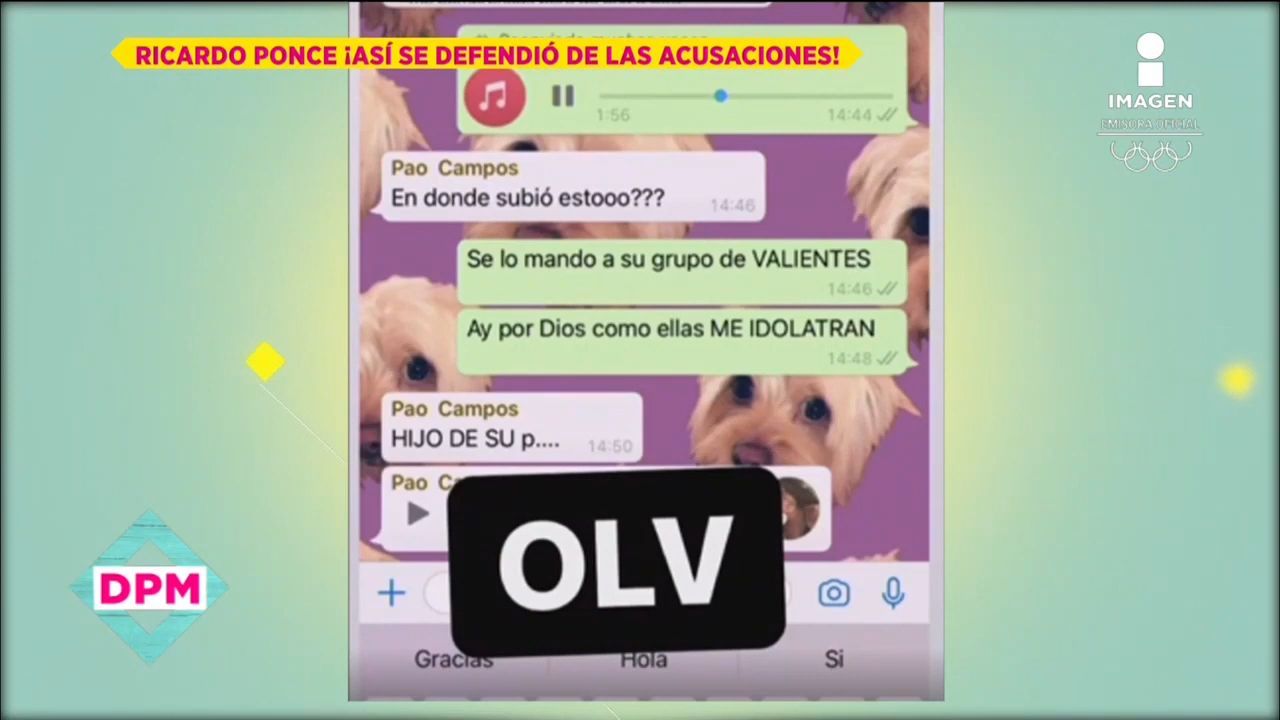 RICARDO PONCE ¡ASÍ SE DEFENDIÓ DE LAS ACUSACIONES!
IMAGEN
EMISORA OFICIAL
1:56
14:44
Pao Campos
En donde subió estooo???
14:46
Se lo mando a su grupo de VALIENTES
14:46
Ay por Dios como ellas ME IDOLATRAN
14:48
Pao Campos
HIJO DE SU p....
14:50
Pao
OLV
DPM
Gracias
Hola
Si